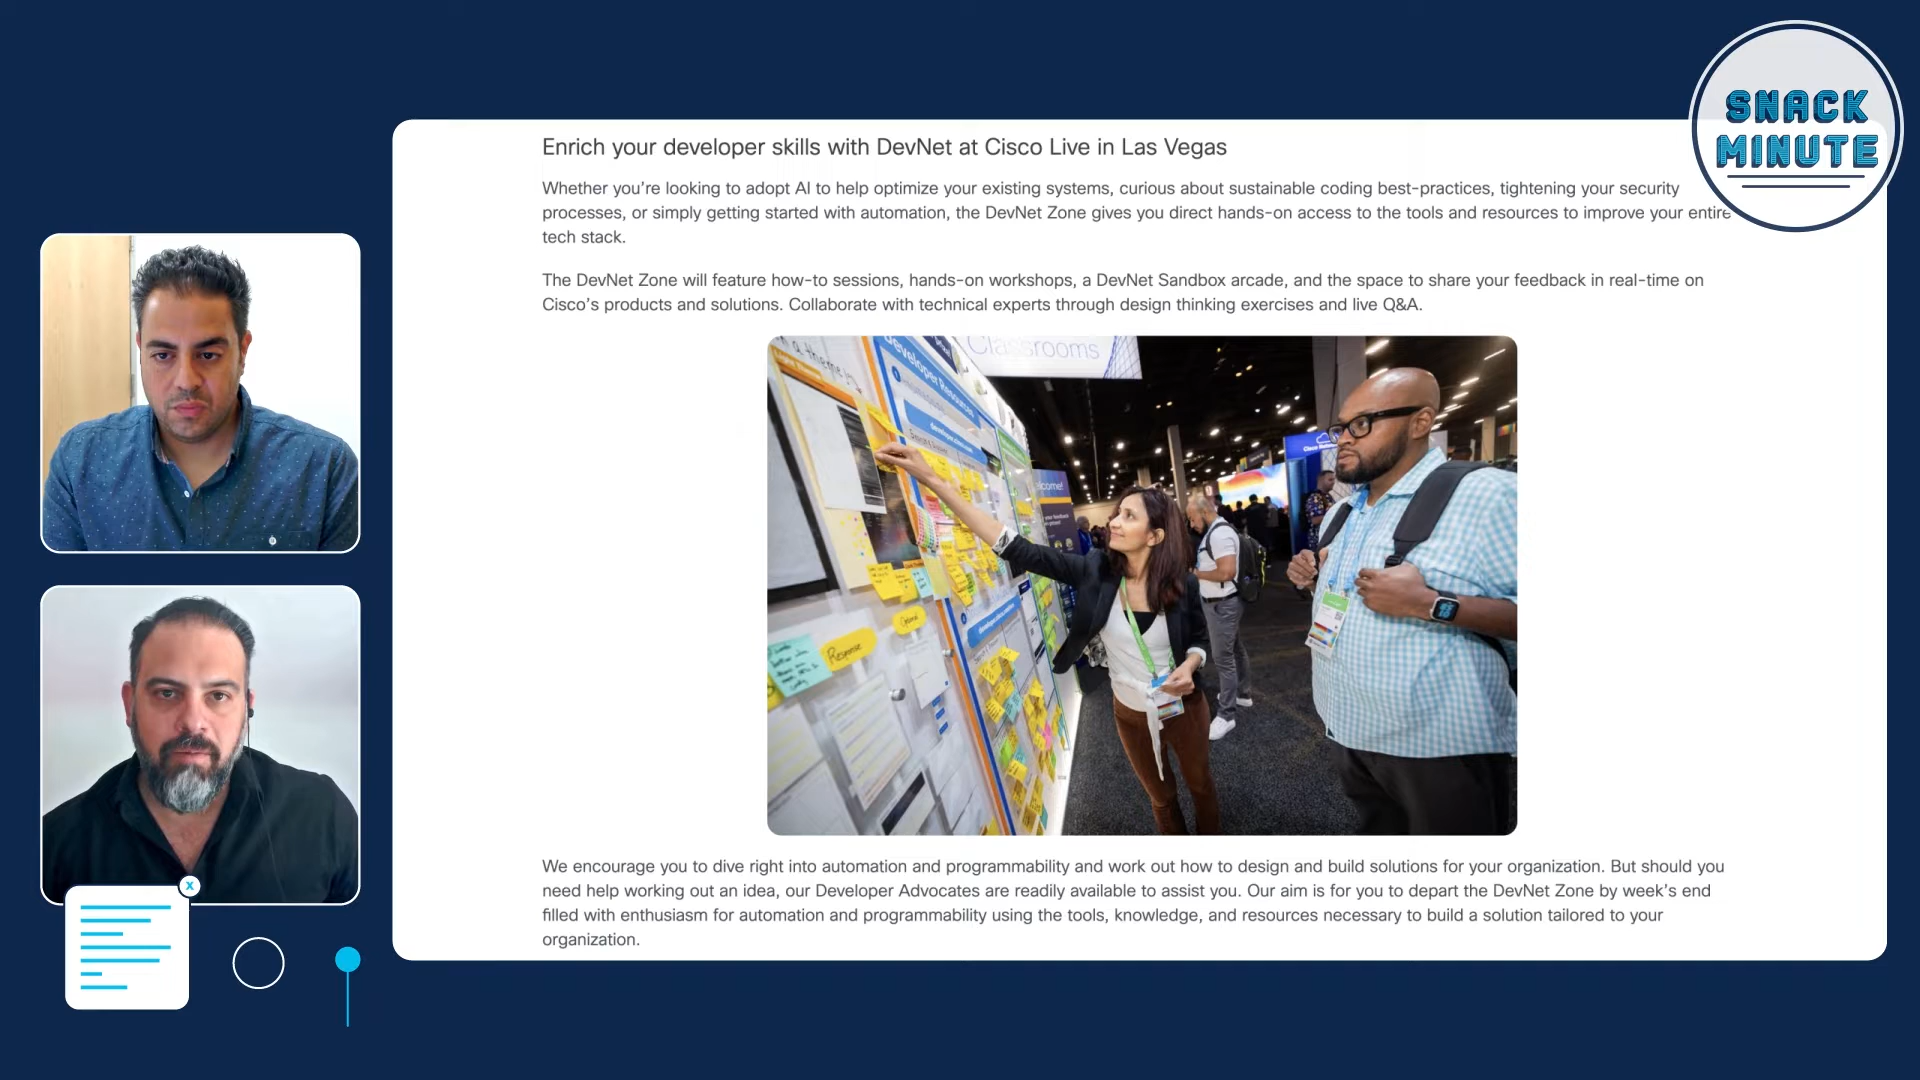 SNACK
MINUTE
Enrich your developer skills with DevNet at Cisco Live in Las Vegas
Whether you’re looking to adopt AI to help optimize your existing systems, curious about sustainable coding best-practices, tightening your security
processes, or simply getting started with automation, the DevNet Zone gives you direct hands-on access to the tools and resources to improve your entire
tech stack.
The DevNet Zone will feature how-to sessions, hands-on workshops, a DevNet Sandbox arcade, and the space to share your feedback in real-time on
Cisco’s products and solutions. Collaborate with technical experts through design thinking exercises and live Q&A.
Classrooms
Developer Resources
Response
We encourage you to dive right into automation and programmability and work out how to design and build solutions for your organization. But should you
need help working out an idea, our Developer Advocates are readily available to assist you. Our aim is for you to depart the DevNet Zone by week’s end
filled with enthusiasm for automation and programmability using the tools, knowledge, and resources necessary to build a solution tailored to your
organization.
x